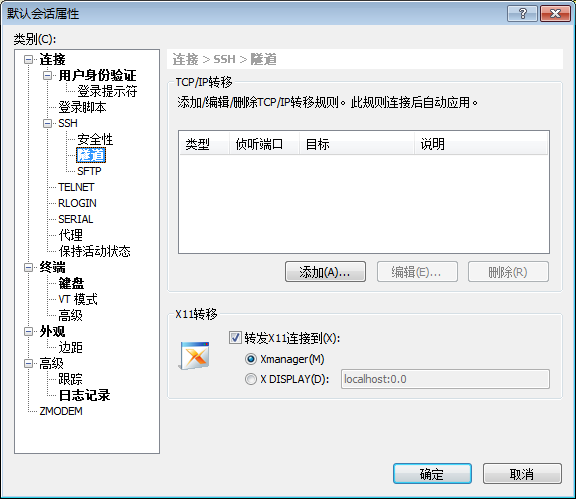 默认会话属性
类别(C):
连接
用户身份验证
登录提示符
登录脚本
SSH
安全性
隧道
SFTP
TELNET
RLOGIN
SERIAL
代理
保持活动状态
终端
键盘
VT 模式
高级
外观
边距
高级
跟踪
日志记录
ZMODEM
连接 > SSH > 隧道
TCP/IP转移
添加/编辑/删除TCP/IP转移规则。此规则连接后自动应用。
类型 侦听端口 目标 说明
添加(A)... 编辑(E)... 删除(R)
X11转移
转发X11连接到(X):
Xmanager(M)
X DISPLAY(D): localhost:0.0
确定 取消